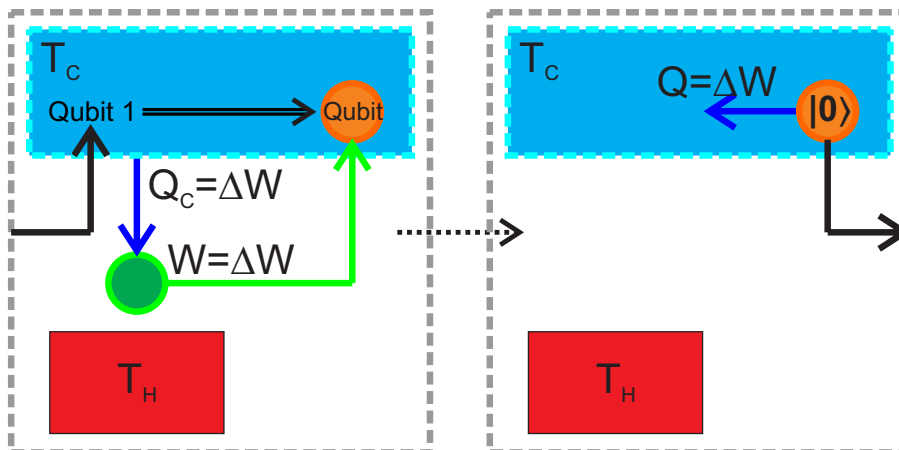 T_C
Qubit 1
Qubit
Q_C=ΔW
W=ΔW
T_H
T_C
Q=ΔW
|0⟩
T_H